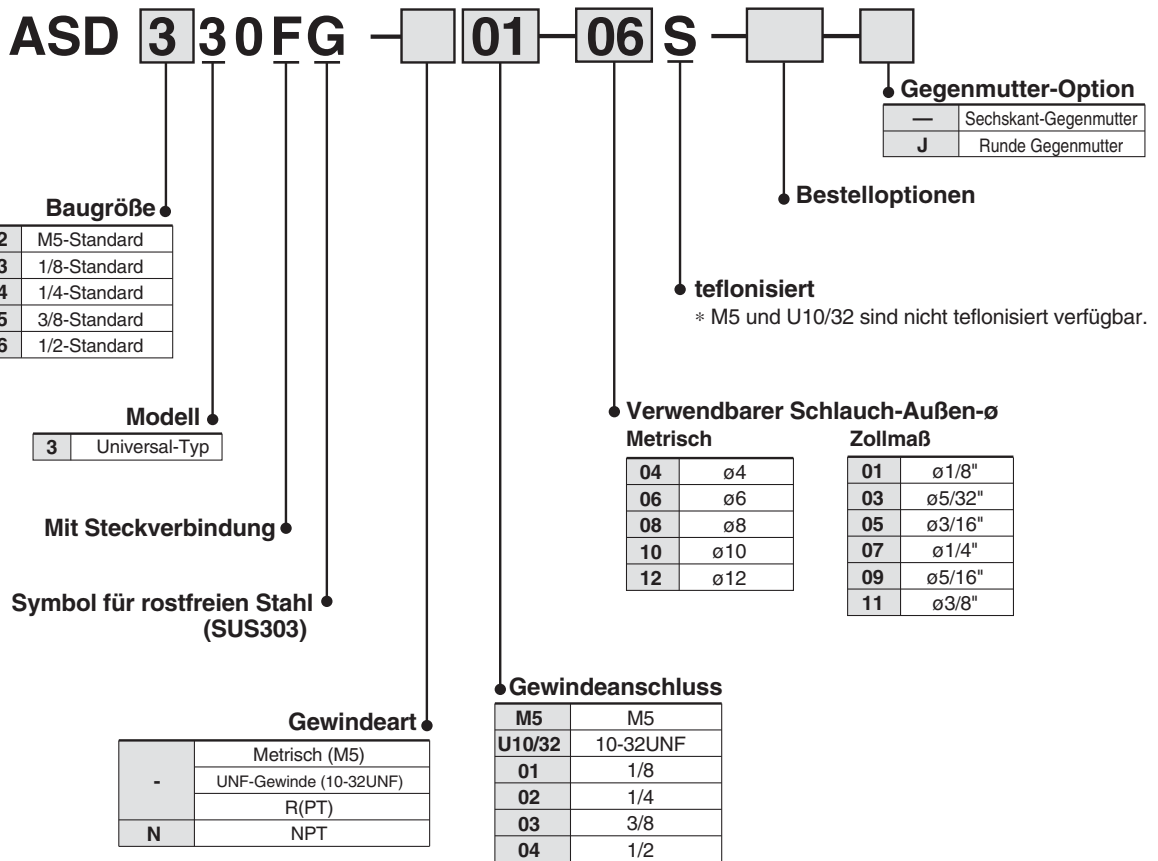 ASD 3 3 0 F G - 01 - 06 S -
Gegenmutter-Option
— Sechskant-Gegenmutter
J Runde Gegenmutter
Bestelloptionen
Baugröße
2 M5-Standard
3 1/8-Standard
4 1/4-Standard
5 3/8-Standard
6 1/2-Standard
teflonisiert
* M5 und U10/32 sind nicht teflonisiert verfügbar.
Modell
3 Universal-Typ
Verwendbarer Schlauch-Außen-ø
Metrisch
04 ø4
06 ø6
08 ø8
10 ø10
12 ø12
Zollmaß
01 ø1/8"
03 ø5/32"
05 ø3/16"
07 ø1/4"
09 ø5/16"
11 ø3/8"
Mit Steckverbindung
Symbol für rostfreien Stahl
(SUS303)
Gewindeart
- Metrisch (M5)
UNF-Gewinde (10-32UNF)
R(PT)
N NPT
Gewindeanschluss
M5 M5
U10/32 10-32UNF
01 1/8
02 1/4
03 3/8
04 1/2